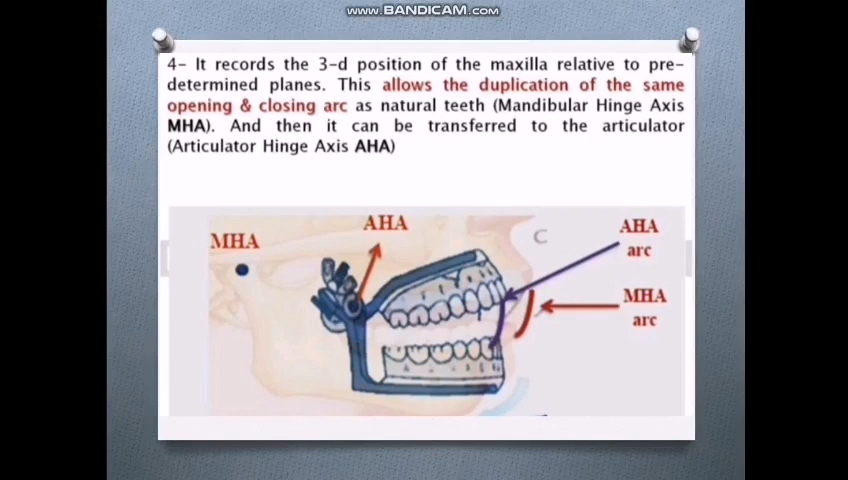 www.BANDICAM.com
4- It records the 3-d position of the maxilla relative to pre-
determined planes. This allows the duplication of the same
opening & closing arc as natural teeth (Mandibular Hinge Axis
MHA). And then it can be transferred to the articulator
(Articulator Hinge Axis AHA)
MHA
AHA
C
AHA
arc
MHA
arc